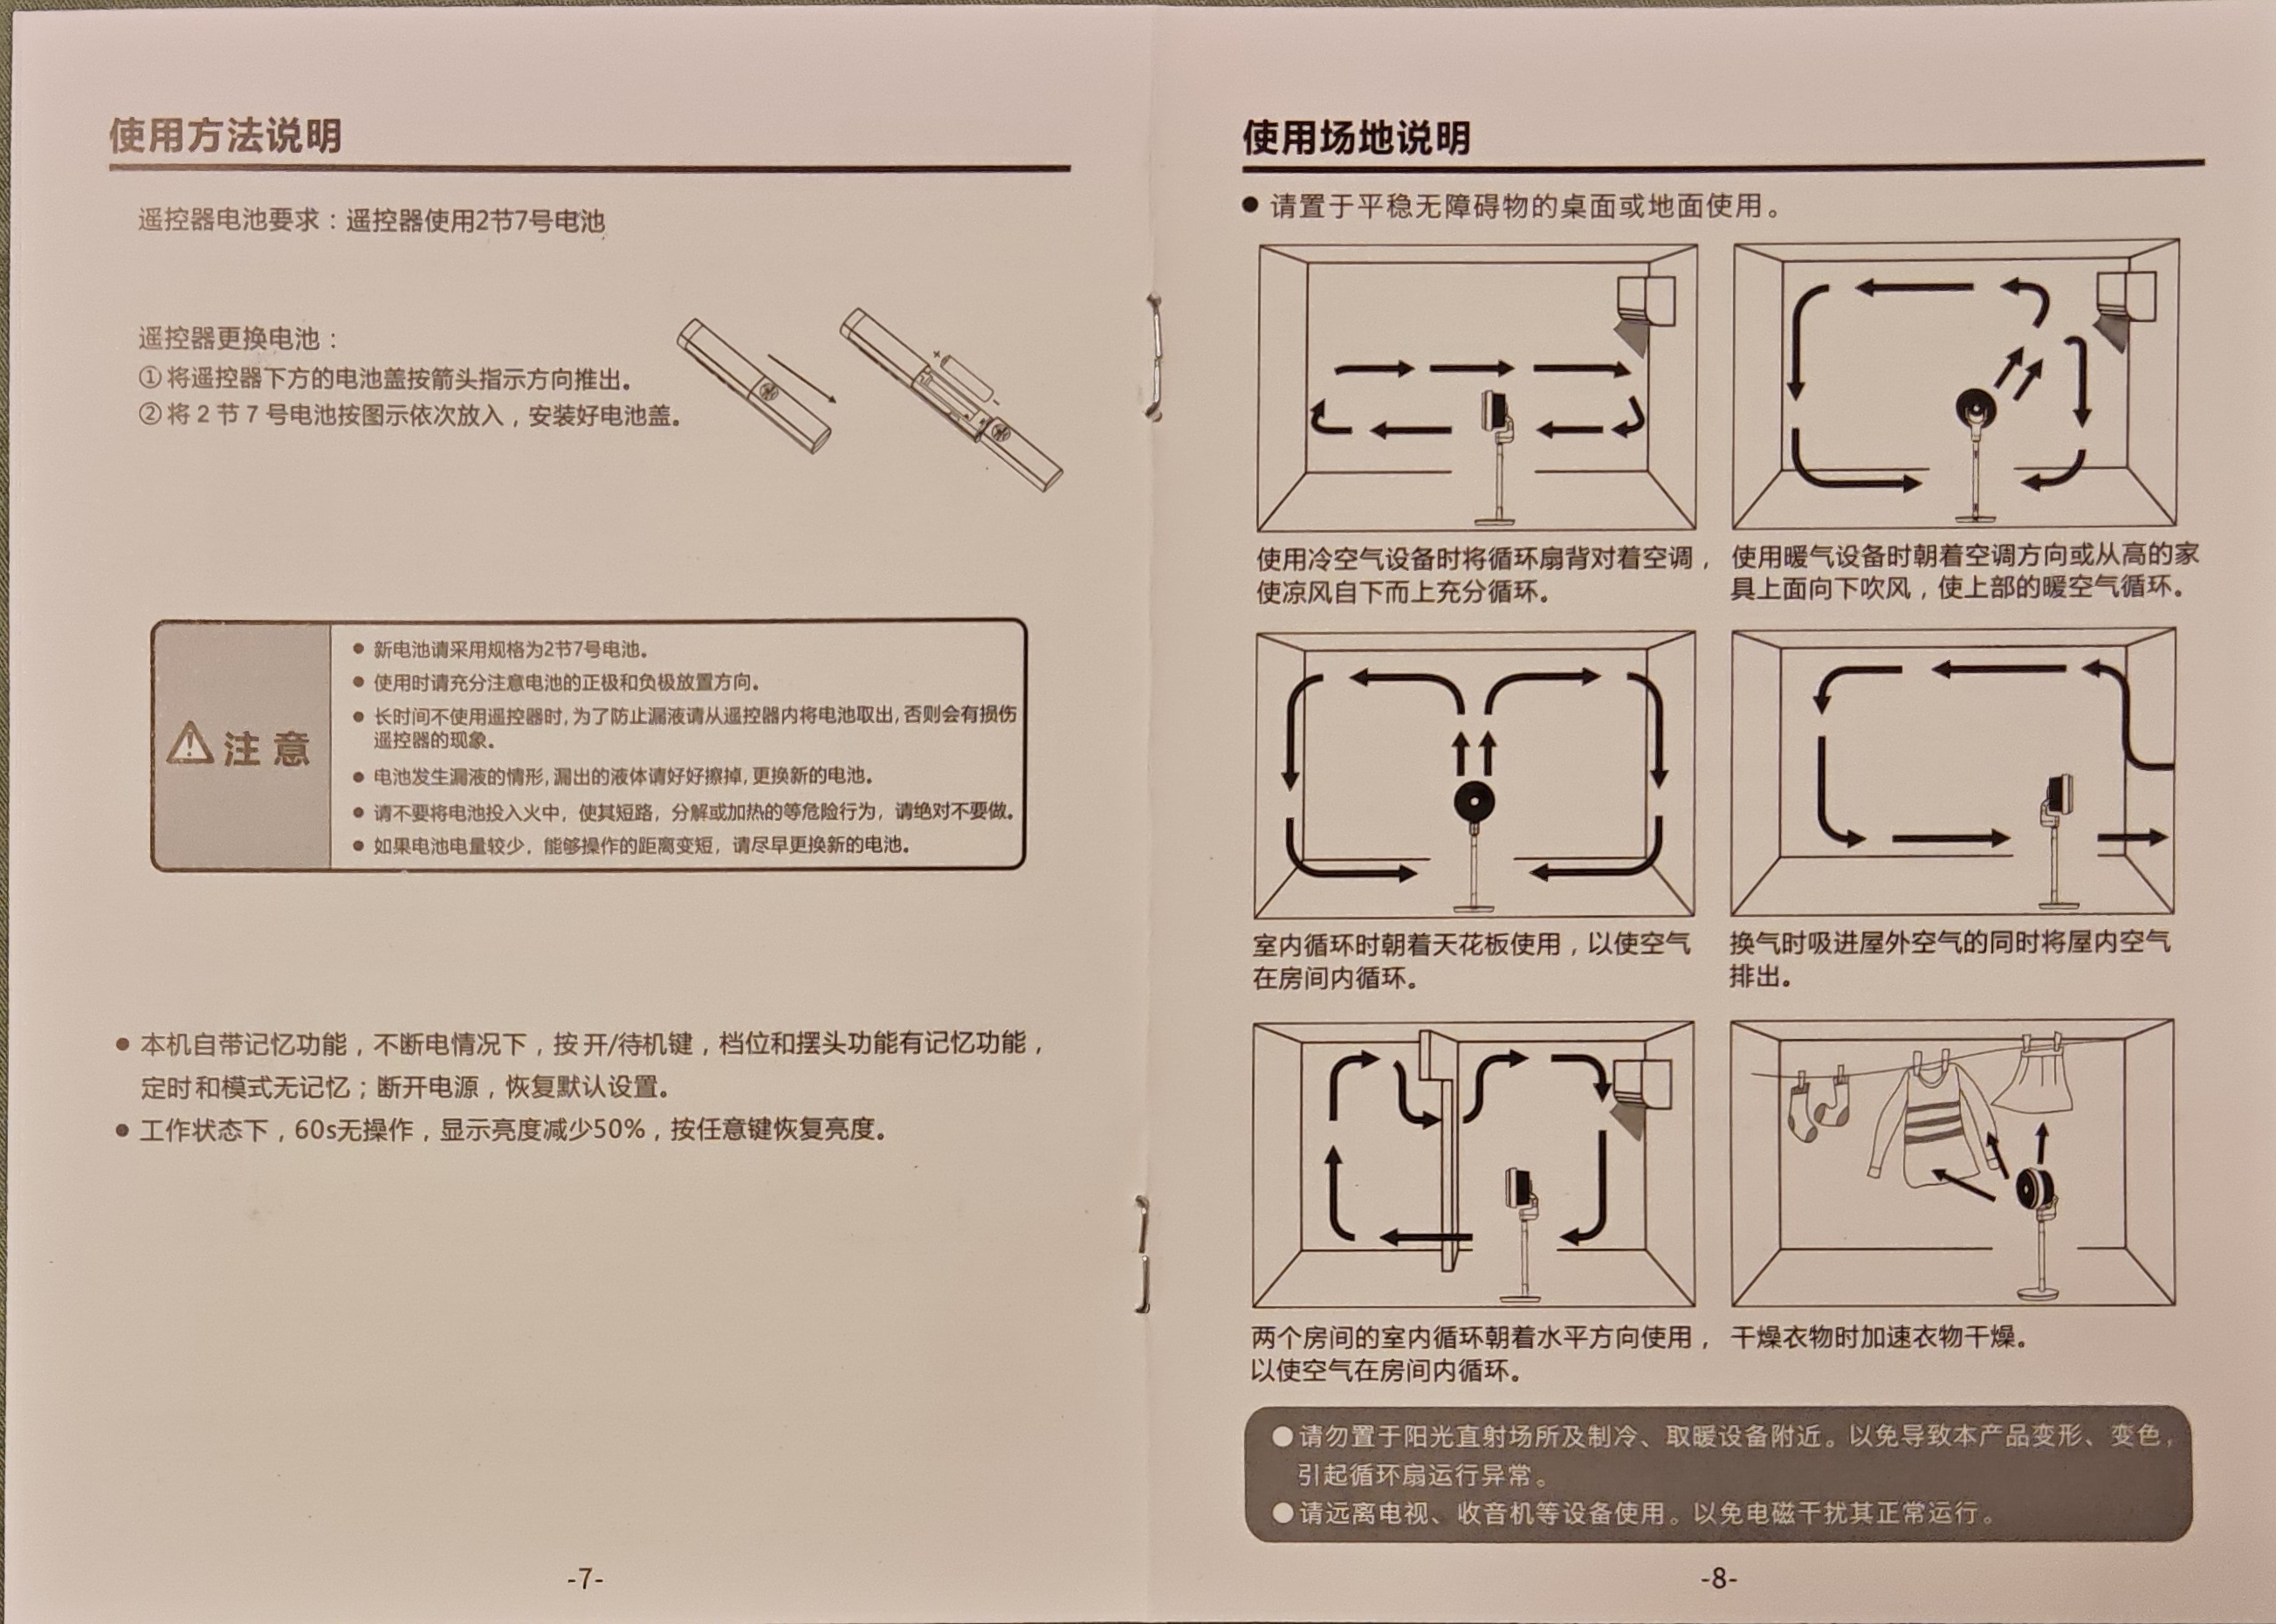 使用方法说明
遥控器电池要求：遥控器使用2节7号电池
遥控器更换电池：
①将遥控器下方的电池盖按箭头指示方向推出。
②将2节7号电池按图示依次放入，安装好电池盖。
+
-
⚠注意
● 新电池请采用规格为2节7号电池。
● 使用时请充分注意电池的正极和负极放置方向。
● 长时间不使用遥控器时,为了防止漏液请从遥控器内将电池取出,否则会有损伤
遥控器的现象。
● 电池发生漏液的情形,漏出的液体请好好擦掉,更换新的电池。
● 请不要将电池投入火中，使其短路，分解或加热的等危险行为，请绝对不要做。
● 如果电池电量较少，能够操作的距离变短，请尽早更换新的电池。
● 本机自带记忆功能，不断电情况下，按开/待机键，档位和摆头功能有记忆功能，
定时和模式无记忆；断开电源，恢复默认设置。
● 工作状态下，60s无操作，显示亮度减少50%，按任意键恢复亮度。
-7-
使用场地说明
● 请置于平稳无障碍物的桌面或地面使用。
使用冷空气设备时将循环扇背对着空调，
使凉风自下而上充分循环。
使用暖气设备时朝着空调方向或从高的家
具上面向下吹风，使上部的暖空气循环。
室内循环时朝着天花板使用，以使空气
在房间内循环。
换气时吸进屋外空气的同时将屋内空气
排出。
两个房间的室内循环朝着水平方向使用，
以使空气在房间内循环。
干燥衣物时加速衣物干燥。
●请勿置于阳光直射场所及制冷、取暖设备附近。以免导致本产品变形、变色，
引起循环扇运行异常。
●请远离电视、收音机等设备使用。以免电磁干扰其正常运行。
-8-